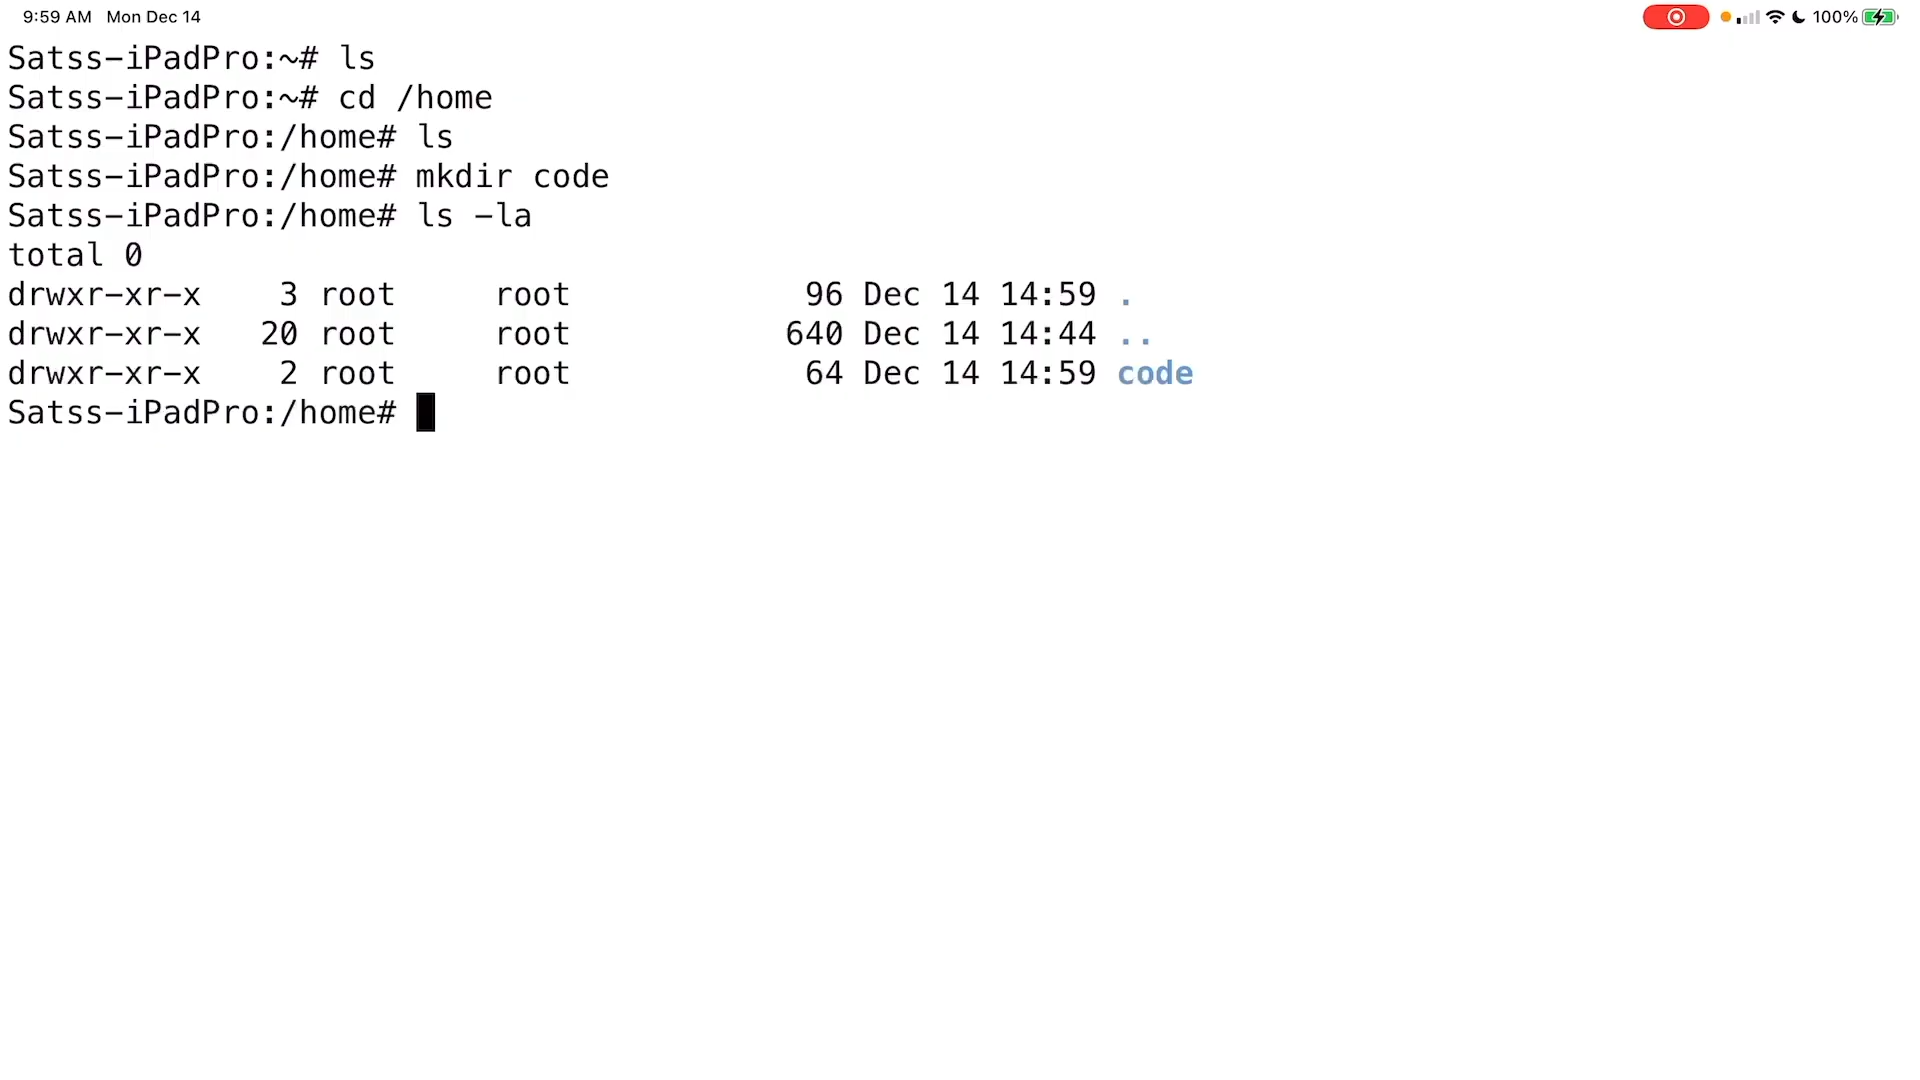 9:59 AM Mon Dec 14 100%
Satss-iPadPro:~# ls
Satss-iPadPro:~# cd /home
Satss-iPadPro:/home# ls
Satss-iPadPro:/home# mkdir code
Satss-iPadPro:/home# ls -la
total 0
drwxr-xr-x    3 root     root            96 Dec 14 14:59 .
drwxr-xr-x   20 root     root           640 Dec 14 14:44 ..
drwxr-xr-x    2 root     root            64 Dec 14 14:59 code
Satss-iPadPro:/home#